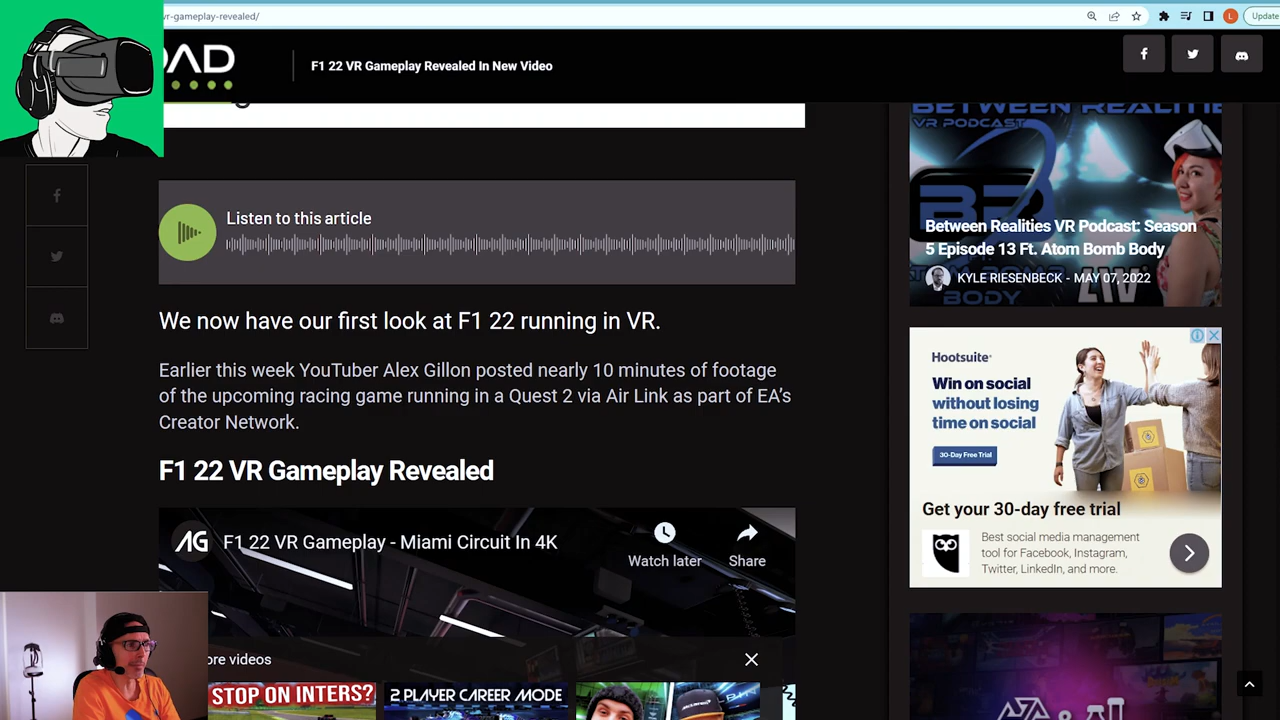 vr-gameplay-revealed/
Update
F1 22 VR Gameplay Revealed In New Video
Listen to this article
We now have our first look at F1 22 running in VR.
Earlier this week YouTuber Alex Gillon posted nearly 10 minutes of footage
of the upcoming racing game running in a Quest 2 via Air Link as part of EA's
Creator Network.
F1 22 VR Gameplay Revealed
AG
F1 22 VR Gameplay - Miami Circuit In 4K
Watch later
Share
ore videos
STOP ON INTERS?
2 PLAYER CAREER MODE
BETWEEN REALITIES
VR PODCAST
Between Realities VR Podcast: Season
5 Episode 13 Ft. Atom Bomb Body
KYLE RIESENBECK - MAY 07, 2022
BODY
Hootsuite
Win on social
without losing
time on social
30-Day Free Trial
Get your 30-day free trial
Best social media management
tool for Facebook, Instagram,
Twitter, LinkedIn, and more.